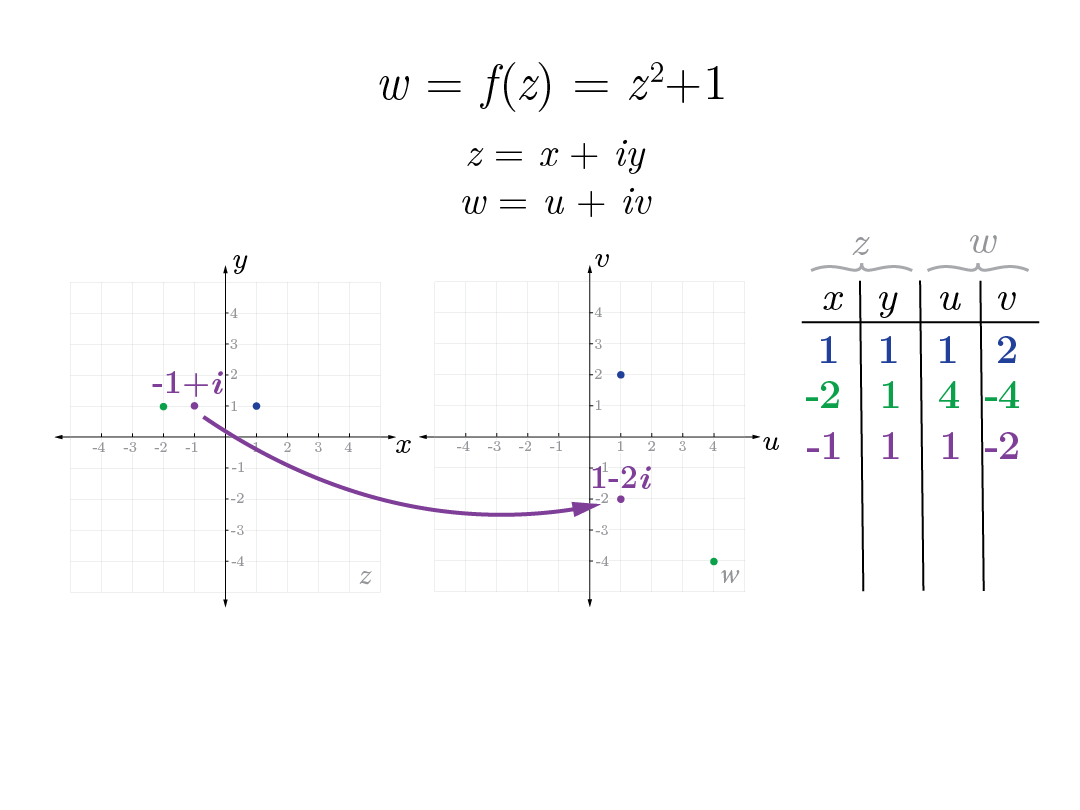 w = f(z) = z²+1
z = x + iy
w = u + iv
z w
y v
x y u v
4 4
3 3
2 2
1 1
-1+i
-4 -3 -2 -1 1 2 3 4 x
-4 -3 -2 -1 1 2 3 4 u
-1 -1
-2 -2
-3 -3
-4 -4
1-2i
z w
1 1 1 2
-2 1 4 -4
-1 1 1 -2